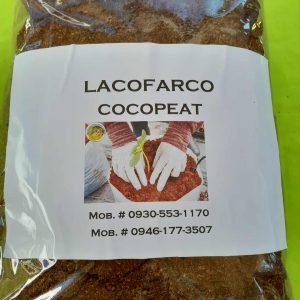 LACOFARCO
COCOPEAT
MOB. # 0930-553-1170
MOB. # 0946-177-3507